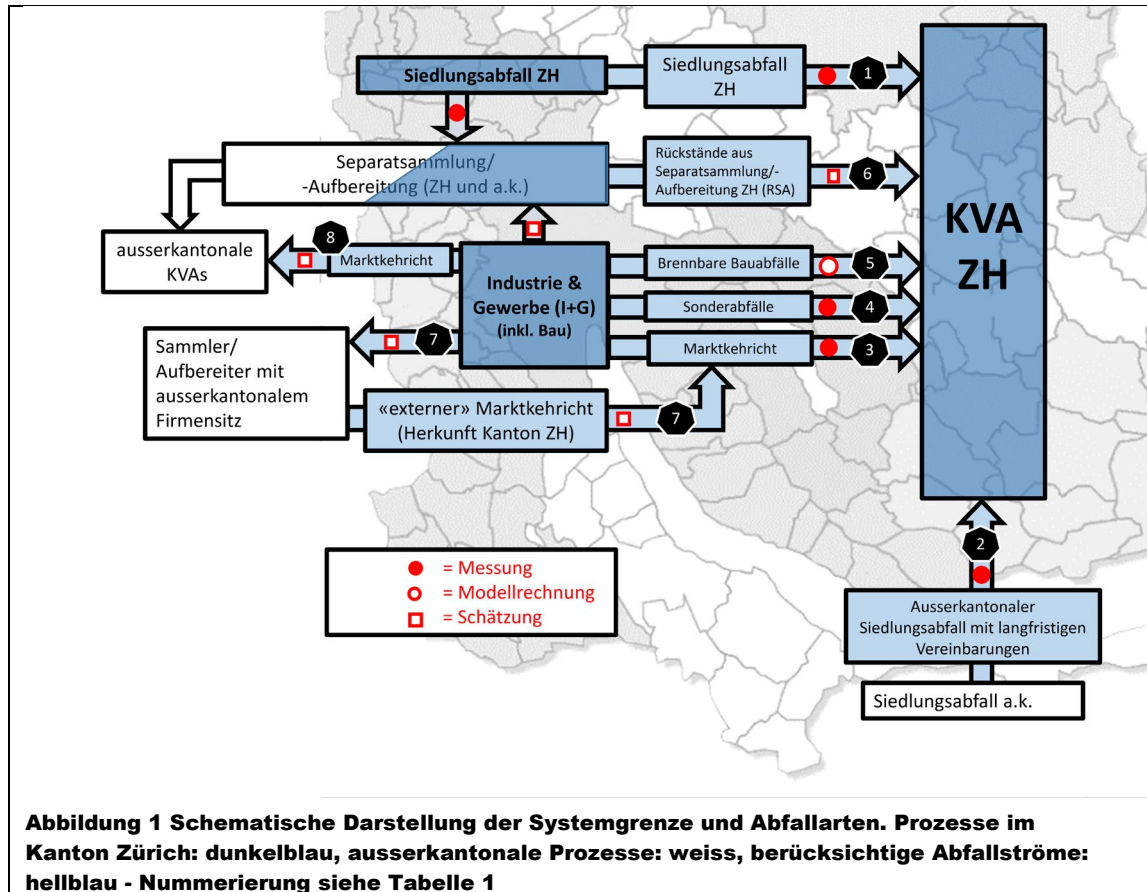 Siedlungsabfall ZH
Siedlungsabfall
ZH
1
KVA
ZH
Separatsammlung/
-Aufbereitung (ZH und a.k.)
Rückstände aus
Separatsammlung/-
Aufbereitung ZH (RSA)
6
ausserkantonale
KVAs
8
Marktkehricht
Industrie &
Gewerbe (I+G)
(inkl. Bau)
Brennbare Bauabfälle
5
Sonderabfälle
4
Marktkehricht
3
Sammler/
Aufbereiter mit
ausserkantonalem
Firmensitz
7
«externer» Marktkehricht
(Herkunft Kanton ZH)
7
2
= Messung
= Modellrechnung
= Schätzung
Ausserkantonaler
Siedlungsabfall mit langfristigen
Vereinbarungen
Siedlungsabfall a.k.
Abbildung 1 Schematische Darstellung der Systemgrenze und Abfallarten. Prozesse im
Kanton Zürich: dunkelblau, ausserkantonale Prozesse: weiss, berücksichtige Abfallströme:
hellblau - Nummerierung siehe Tabelle 1